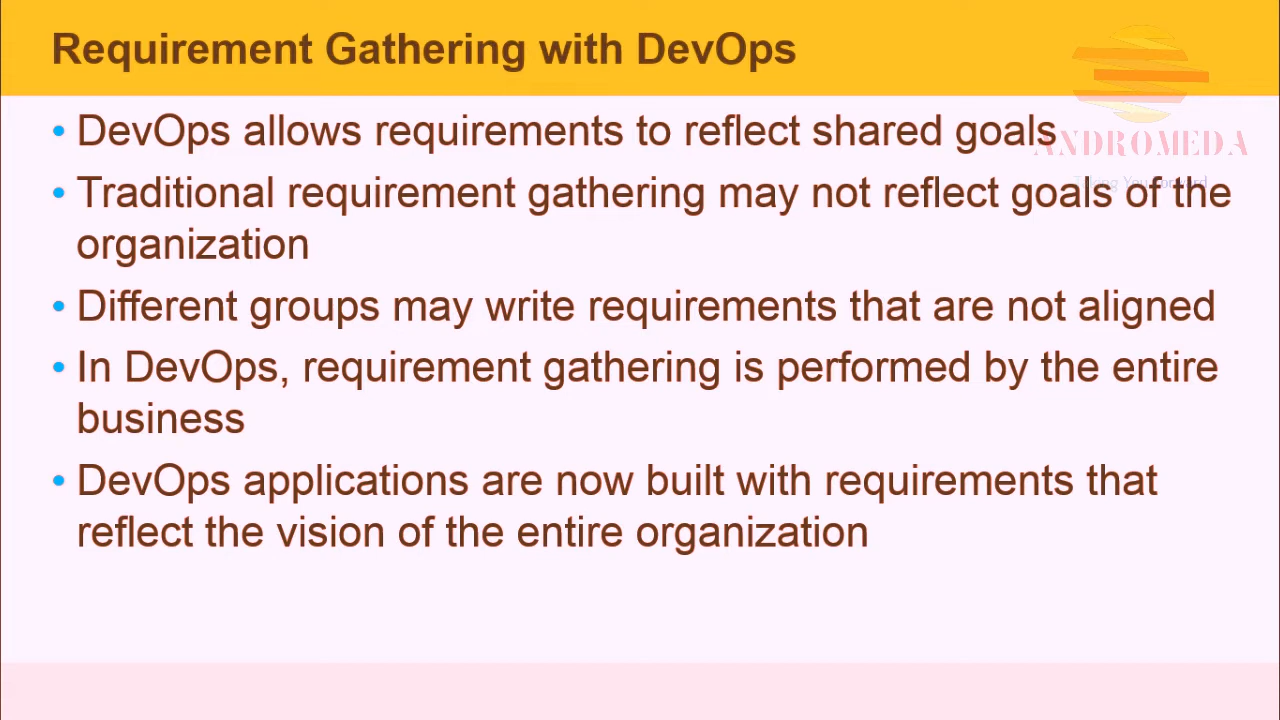 Requirement Gathering with DevOps
• DevOps allows requirements to reflect shared goals
ANDROMEDA
• Traditional requirement gathering may not reflect goals of the
organization
• Different groups may write requirements that are not aligned
• In DevOps, requirement gathering is performed by the entire
business
• DevOps applications are now built with requirements that
reflect the vision of the entire organization